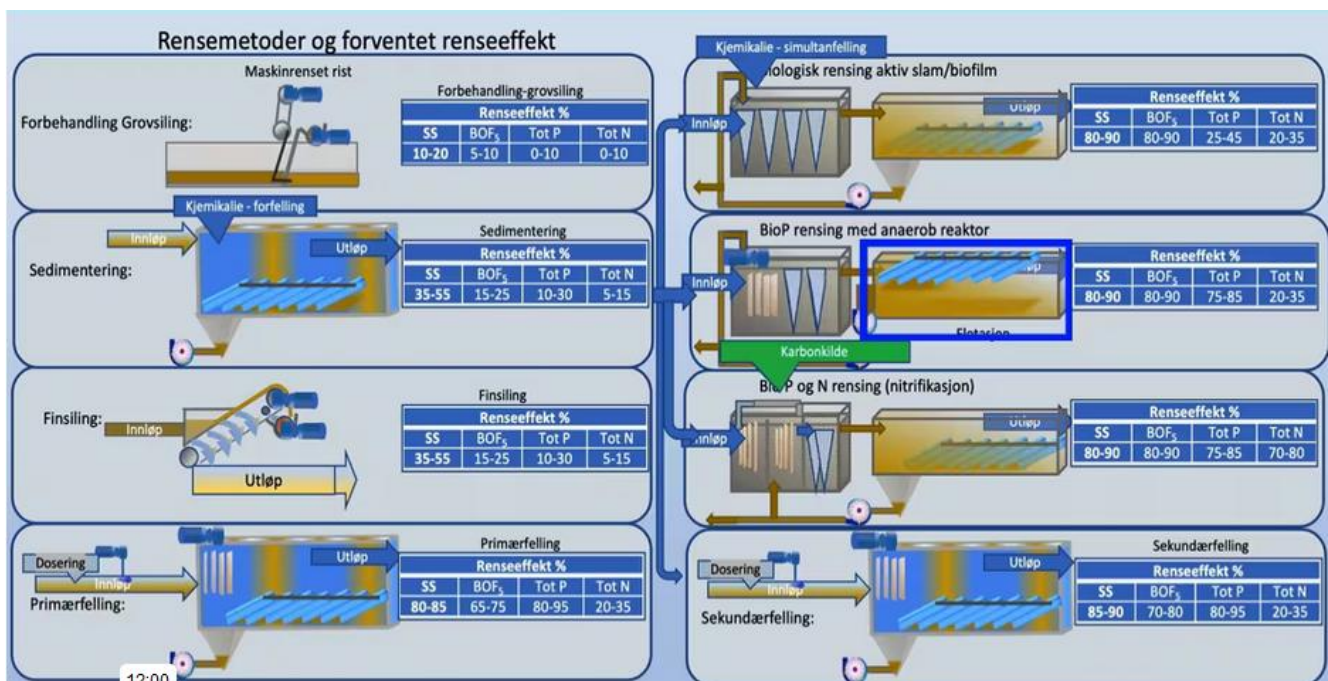 Rensemetoder og forventet renseeffekt
Maskinrenset rist
Forbehandling Grovsiling:
Forbehandling-grovsiling
Renseeffekt %
SS BOF₅ Tot P Tot N
10-20 5-10 0-10 0-10
Kjemikalie - forfelling
Innløp
Utløp
Sedimentering:
Sedimentering
Renseeffekt %
SS BOF₅ Tot P Tot N
35-55 15-25 10-30 5-15
Finsiling:
Innløp
Utløp
Finsiling
Renseeffekt %
SS BOF₅ Tot P Tot N
35-55 15-25 10-30 5-15
Dosering
Innløp
Primærfelling:
Utløp
Primærfelling
Renseeffekt %
SS BOF₅ Tot P Tot N
80-85 65-75 80-95 20-35
12:00
Kjemikalie - simultanfelling
ologisk rensing aktiv slam/biofilm
Innløp
Utløp
Renseeffekt %
SS BOF₅ Tot P Tot N
80-90 80-90 25-45 20-35
BioP rensing med anaerob reaktor
Innløp
Renseeffekt %
SS BOF₅ Tot P Tot N
80-90 80-90 75-85 20-35
Flotasjon
Karbonkilde
Bio P og N rensing (nitrifikasjon)
Innløp
Utløp
Renseeffekt %
SS BOF₅ Tot P Tot N
80-90 80-90 75-85 70-80
Dosering
Innløp
Sekundærfelling:
Utløp
Sekundærfelling
Renseeffekt %
SS BOF₅ Tot P Tot N
85-90 70-80 80-95 20-35